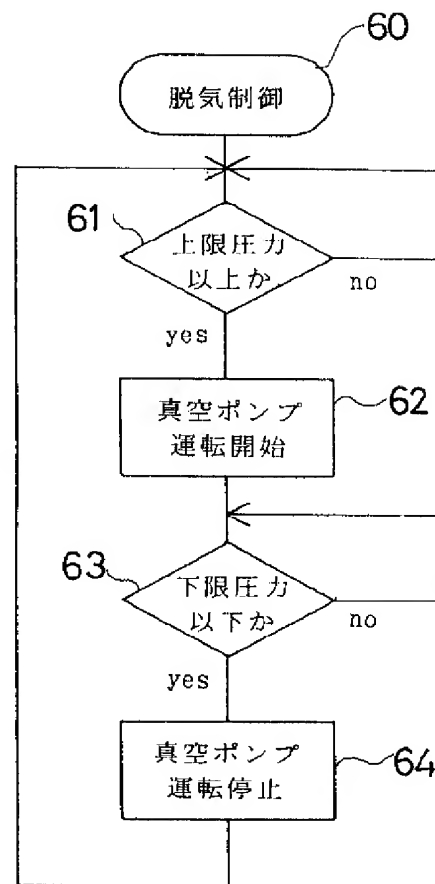 60
脱気制御
61
上限圧力
以上か
no
yes
62
真空ポンプ
運転開始
63
下限圧力
以下か
no
yes
真空ポンプ
運転停止
64